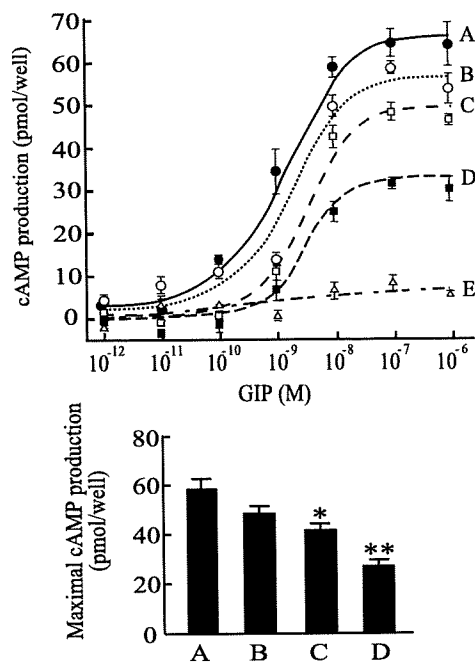 cAMP production (pmol/well)
70
60
50
40
30
20
10
0
A
B
C
D
E
10⁻¹² 10⁻¹¹ 10⁻¹⁰ 10⁻⁹ 10⁻⁸ 10⁻⁷ 10⁻⁶
GIP (M)
Maximal cAMP production
(pmol/well)
80
60
40
60
0
*
**
A B C D